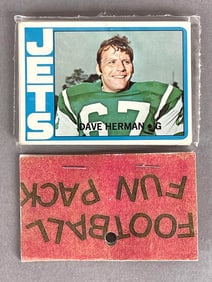 JETS
67
DAVE HERMAN • G
FOOTBALL
FUN PACK